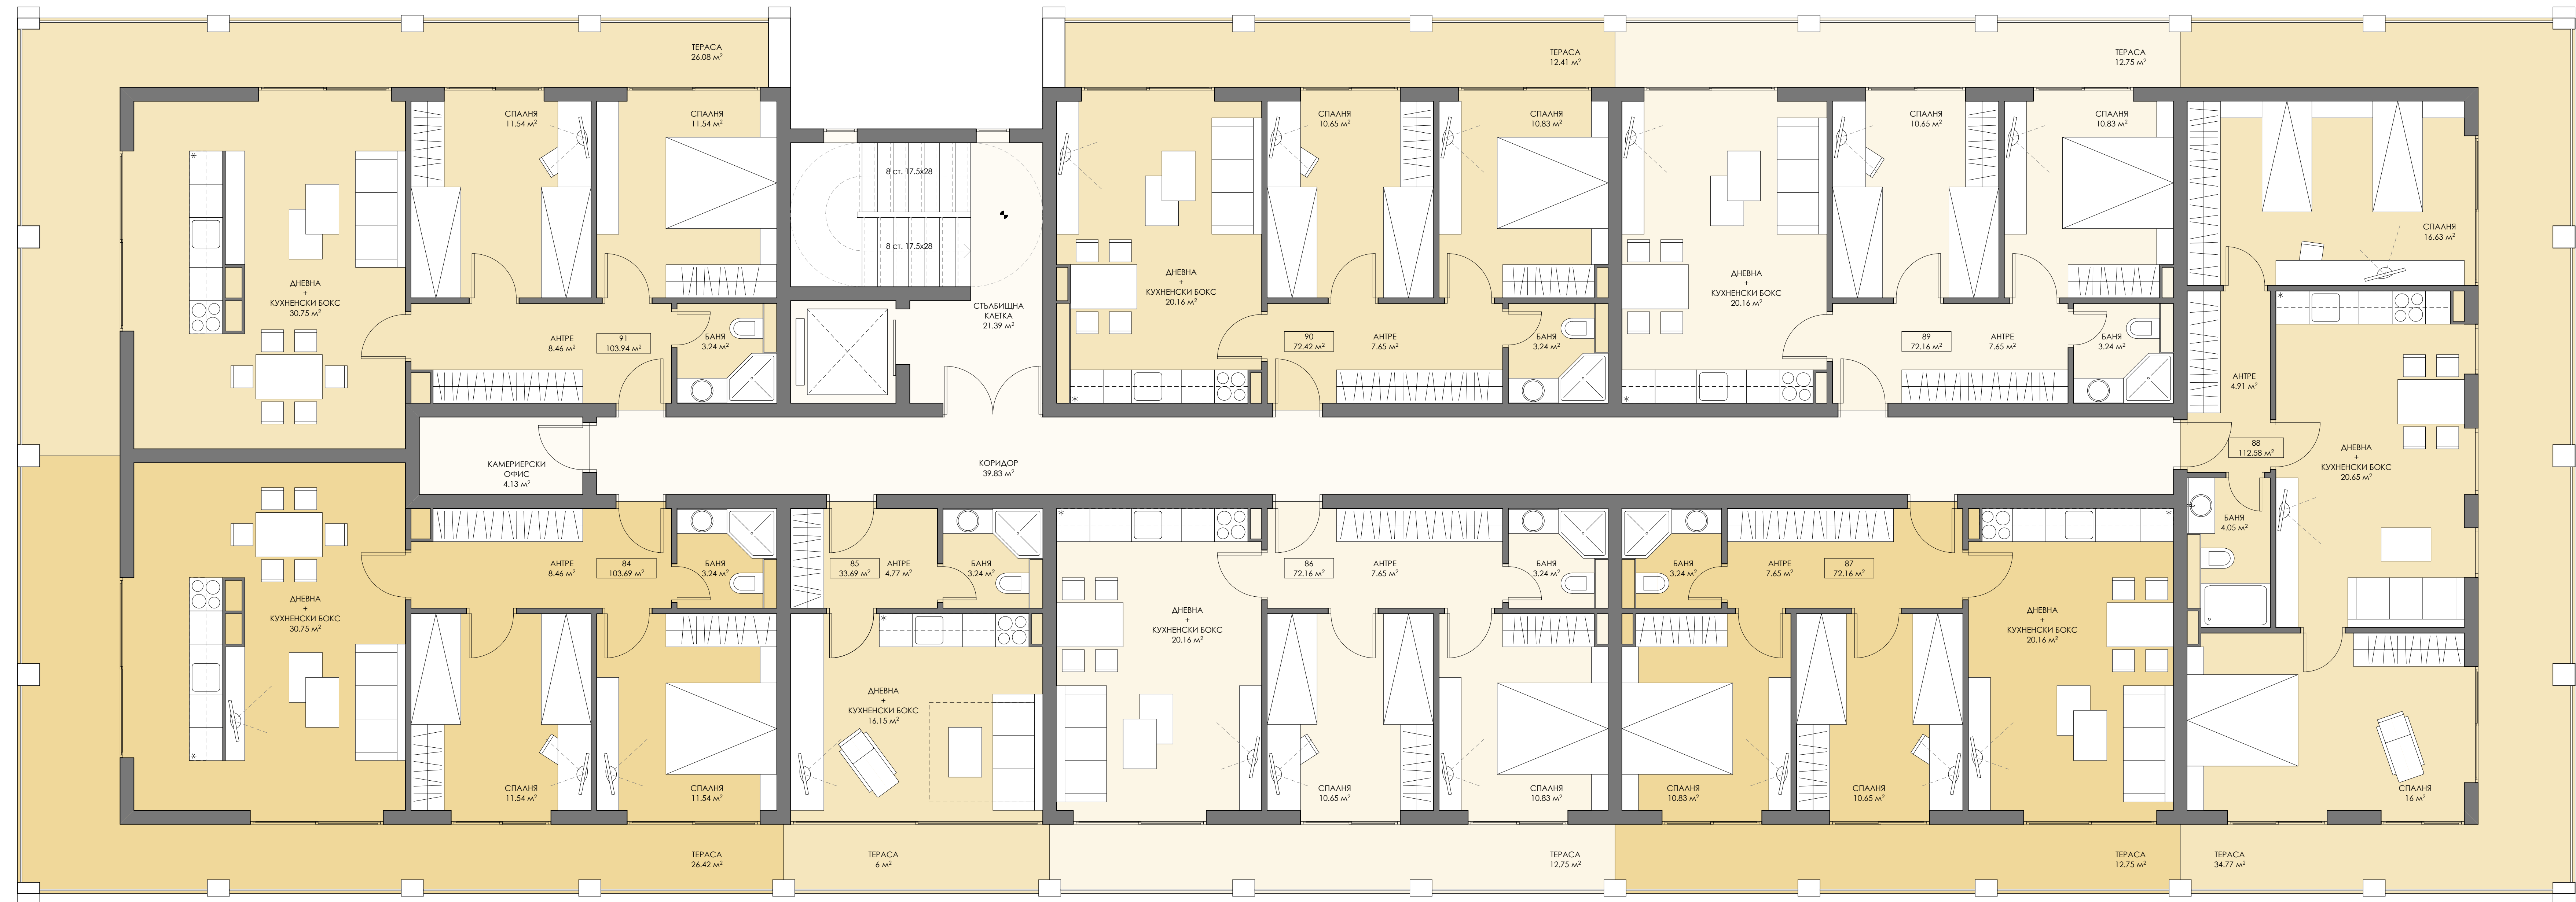 ТЕРАСА
26.08 м²
ТЕРАСА
12.41 м²
ТЕРАСА
12.75 м²
СПАЛНЯ
11.54 м²
СПАЛНЯ
11.54 м²
СПАЛНЯ
10.65 м²
СПАЛНЯ
10.83 м²
СПАЛНЯ
10.65 м²
СПАЛНЯ
10.83 м²
8 ст. 17.5x28
8 ст. 17.5x28
СПАЛНЯ
16.63 м²
ДНЕВНА
+
КУХНЕНСКИ БОКС
30.75 м²
СТЪЛБИЩНА
КЛЕТКА
21.39 м²
ДНЕВНА
+
КУХНЕНСКИ БОКС
20.16 м²
ДНЕВНА
+
КУХНЕНСКИ БОКС
20.16 м²
АНТРЕ
8.46 м²
91
103.94 м²
БАНЯ
3.24 м²
90
72.42 м²
АНТРЕ
7.65 м²
БАНЯ
3.24 м²
89
72.16 м²
АНТРЕ
7.65 м²
БАНЯ
3.24 м²
АНТРЕ
4.91 м²
88
112.58 м²
ДНЕВНА
+
КУХНЕНСКИ БОКС
20.65 м²
КАМЕРИЕРСКИ
ОФИС
4.13 м²
КОРИДОР
39.83 м²
БАНЯ
4.05 м²
ДНЕВНА
+
КУХНЕНСКИ БОКС
30.75 м²
АНТРЕ
8.46 м²
84
103.69 м²
БАНЯ
3.24 м²
85
33.69 м²
АНТРЕ
4.77 м²
БАНЯ
3.24 м²
86
72.16 м²
АНТРЕ
7.65 м²
БАНЯ
3.24 м²
БАНЯ
3.24 м²
АНТРЕ
7.65 м²
87
72.16 м²
ДНЕВНА
+
КУХНЕНСКИ БОКС
20.16 м²
ДНЕВНА
+
КУХНЕНСКИ БОКС
20.16 м²
ДНЕВНА
+
КУХНЕНСКИ БОКС
16.15 м²
СПАЛНЯ
11.54 м²
СПАЛНЯ
11.54 м²
СПАЛНЯ
10.65 м²
СПАЛНЯ
10.83 м²
СПАЛНЯ
10.83 м²
СПАЛНЯ
10.65 м²
СПАЛНЯ
16 м²
ТЕРАСА
26.42 м²
ТЕРАСА
6 м²
ТЕРАСА
12.75 м²
ТЕРАСА
12.75 м²
ТЕРАСА
34.77 м²